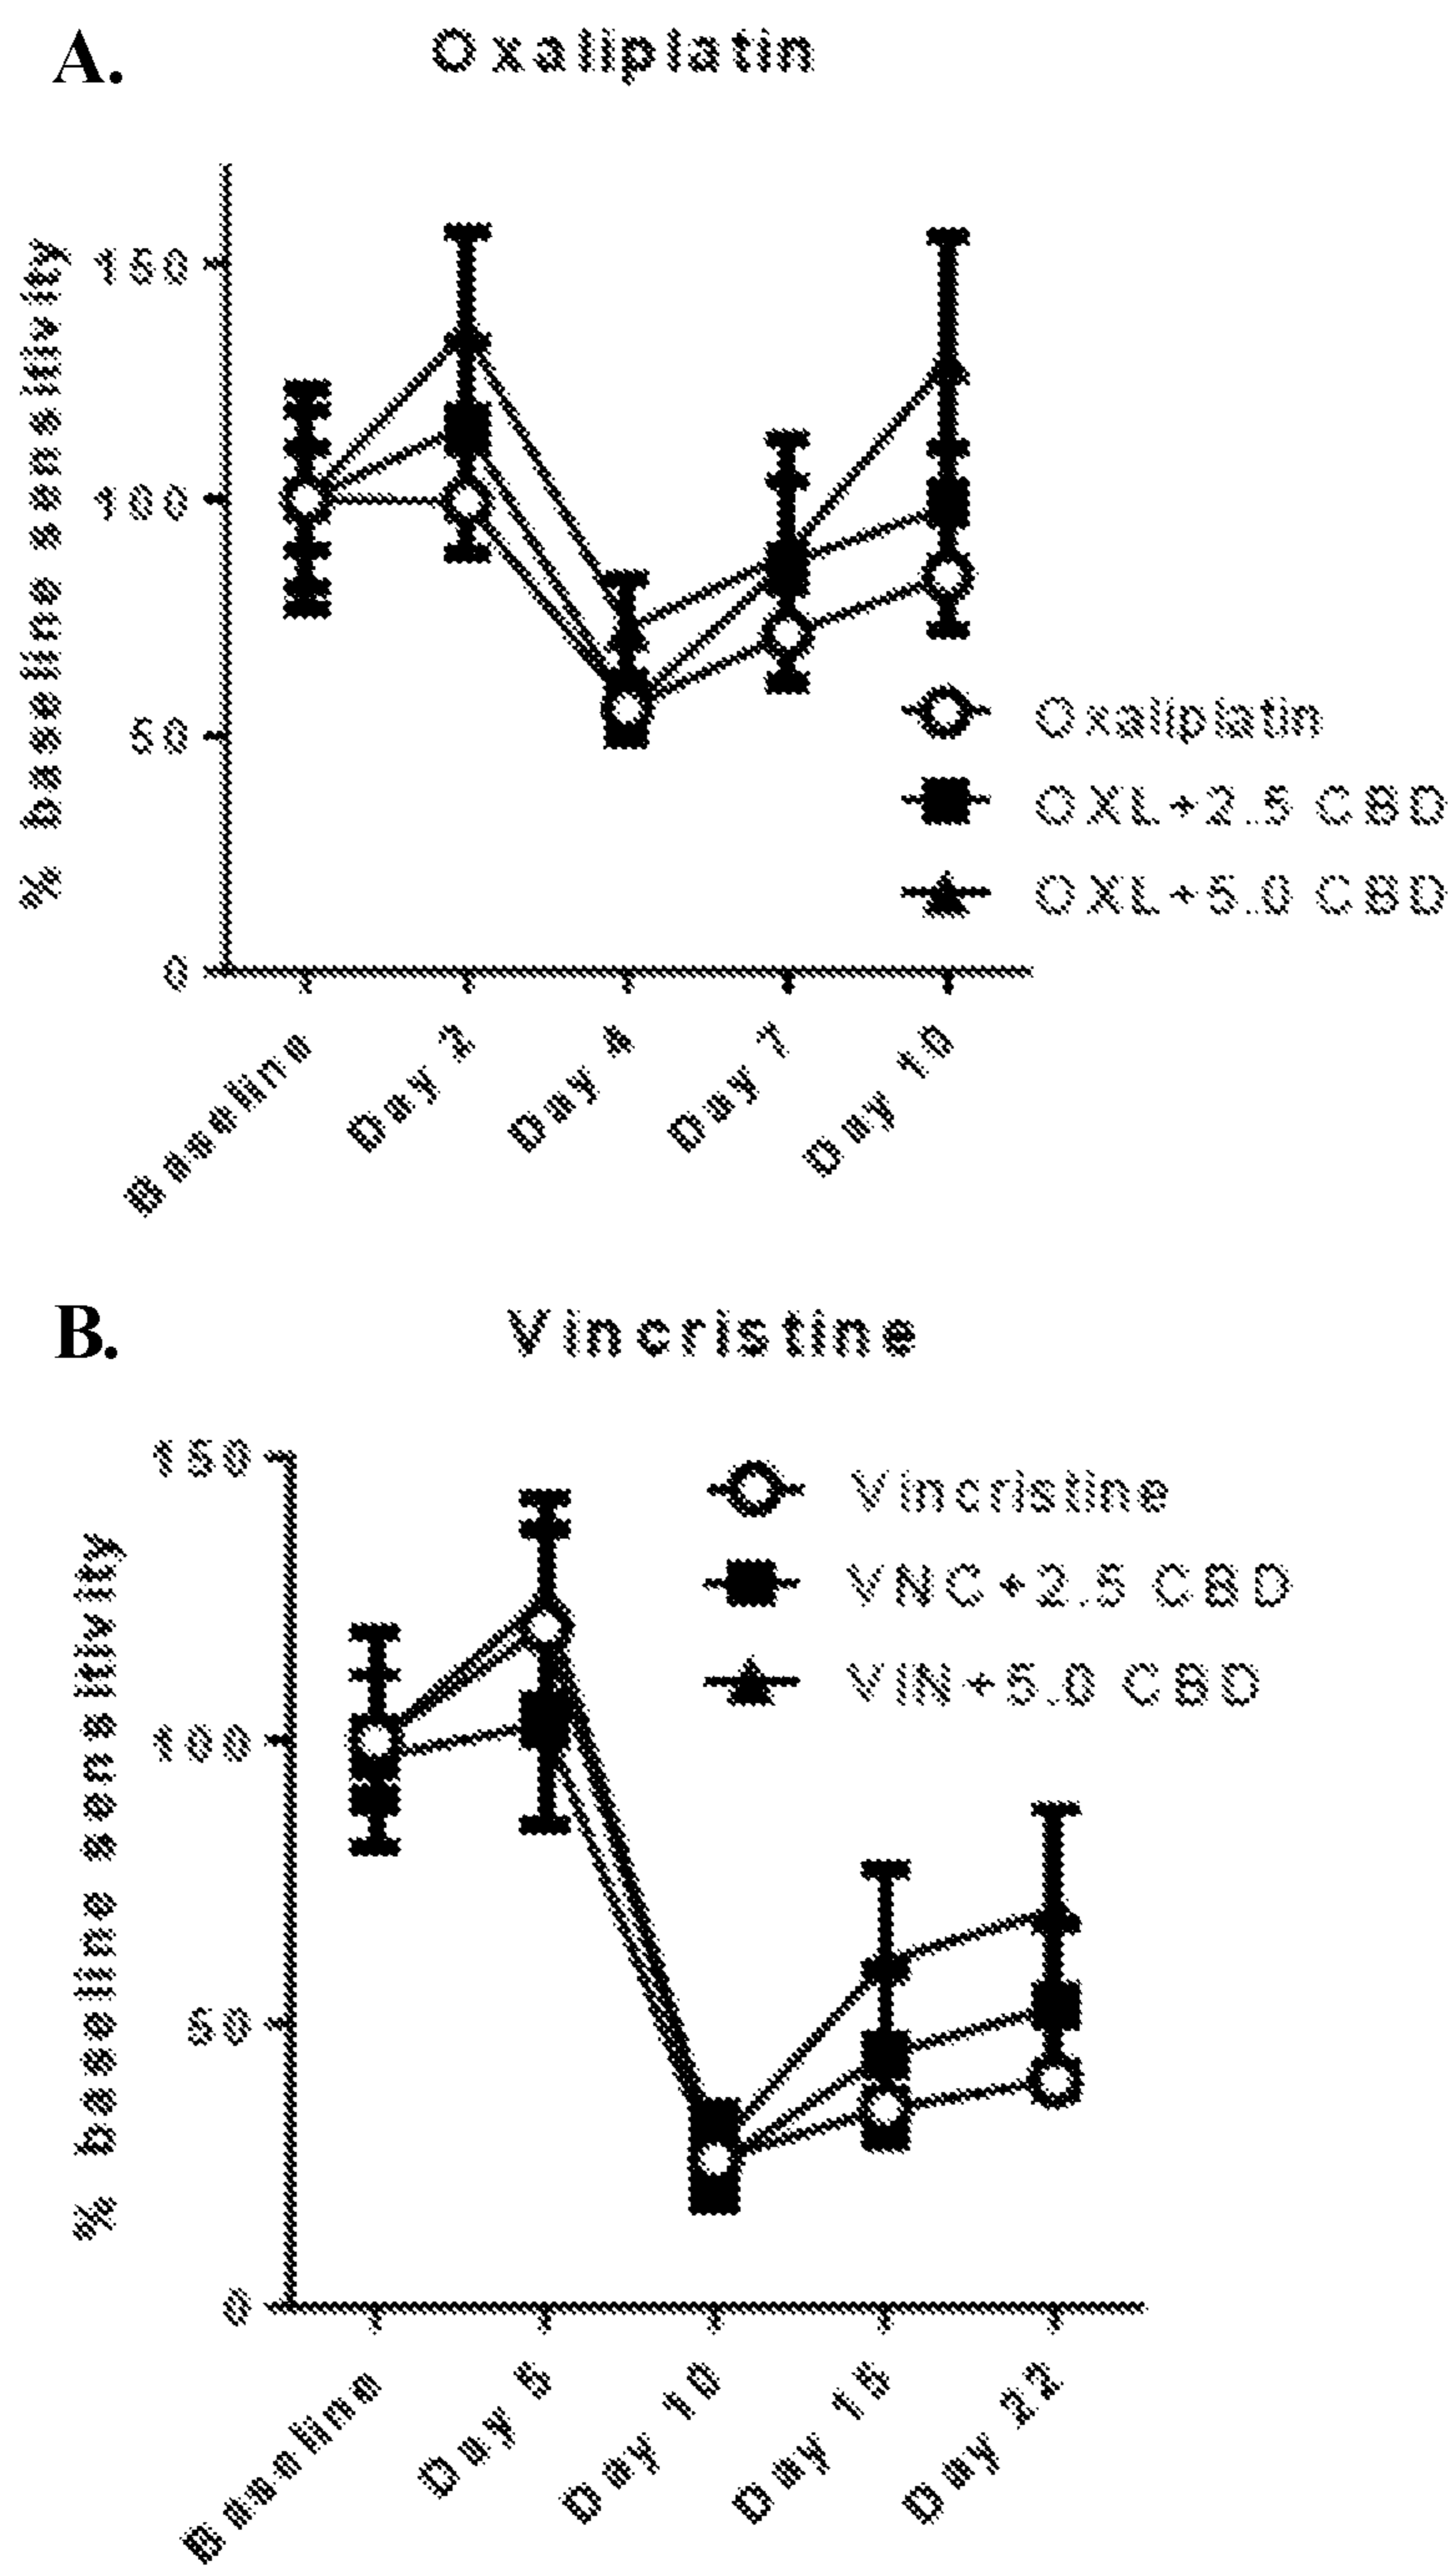 A.
Oxaliplatin
% baseline sensitivity
150
100
50
0
Oxaliplatin
OXL+2.5 CBD
OXL+5.0 CBD
Baseline
Day 2
Day 4
Day 7
Day 10
B.
Vincristine
% baseline sensitivity
150
100
50
0
Vincristine
VNC+2.5 CBD
VIN+5.0 CBD
Baseline
Day 5
Day 10
Day 15
Day 22